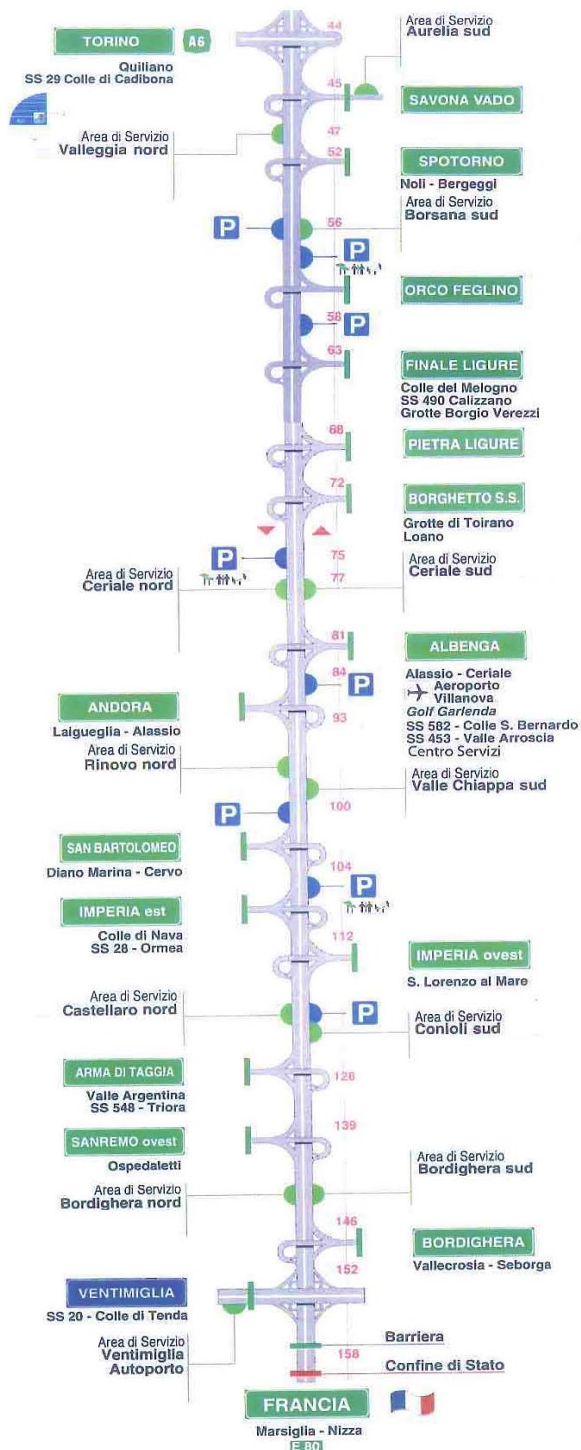 44
Area di Servizio
Aurelia sud
TORINO
A6
Quiliano
SS 29 Colle di Cadibona
45
SAVONA VADO
Area di Servizio
Valleggia nord
47
52
SPOTORNO
Noli - Bergeggi
Area di Servizio
Borsana sud
P
56
P
ORCO FEGLINO
58
P
63
FINALE LIGURE
Colle del Melogno
SS 490 Calizzano
Grotte Borgio Verezzi
68
PIETRA LIGURE
72
BORGHETTO S.S.
Grotte di Toirano
Loano
P
75
Area di Servizio
Ceriale nord
77
Area di Servizio
Ceriale sud
81
ALBENGA
Alassio - Ceriale
Aeroporto
Villanova
Golf Garlenda
SS 582 - Colle S. Bernardo
SS 453 - Valle Arroscia
Centro Servizi
84
P
ANDORA
Laigueglia - Alassio
93
Area di Servizio
Rinovo nord
Area di Servizio
Valle Chiappa sud
100
P
SAN BARTOLOMEO
Diano Marina - Cervo
104
P
IMPERIA est
Colle di Nava
SS 28 - Ormea
112
IMPERIA ovest
S. Lorenzo al Mare
Area di Servizio
Castellaro nord
P
Area di Servizio
Conioli sud
ARMA DI TAGGIA
Valle Argentina
SS 548 - Triora
128
SANREMO ovest
Ospedaletti
139
Area di Servizio
Bordighera nord
Area di Servizio
Bordighera sud
146
BORDIGHERA
Vallecrosia - Seborga
152
VENTIMIGLIA
SS 20 - Colle di Tenda
Area di Servizio
Ventimiglia
Autoporto
Barriera
158
Confine di Stato
FRANCIA
Marsiglia - Nizza
E 80